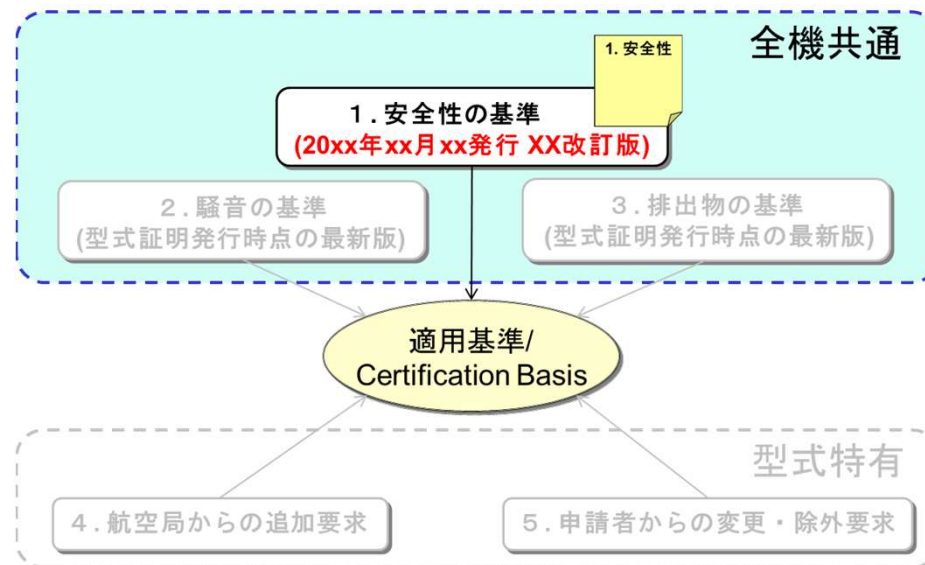 全機共通
1. 安全性
１．安全性の基準
(20xx年xx月xx発行 XX改訂版)
２．騒音の基準
(型式証明発行時点の最新版)
３．排出物の基準
(型式証明発行時点の最新版)
適用基準/
Certification Basis
型式特有
４．航空局からの追加要求
５．申請者からの変更・除外要求